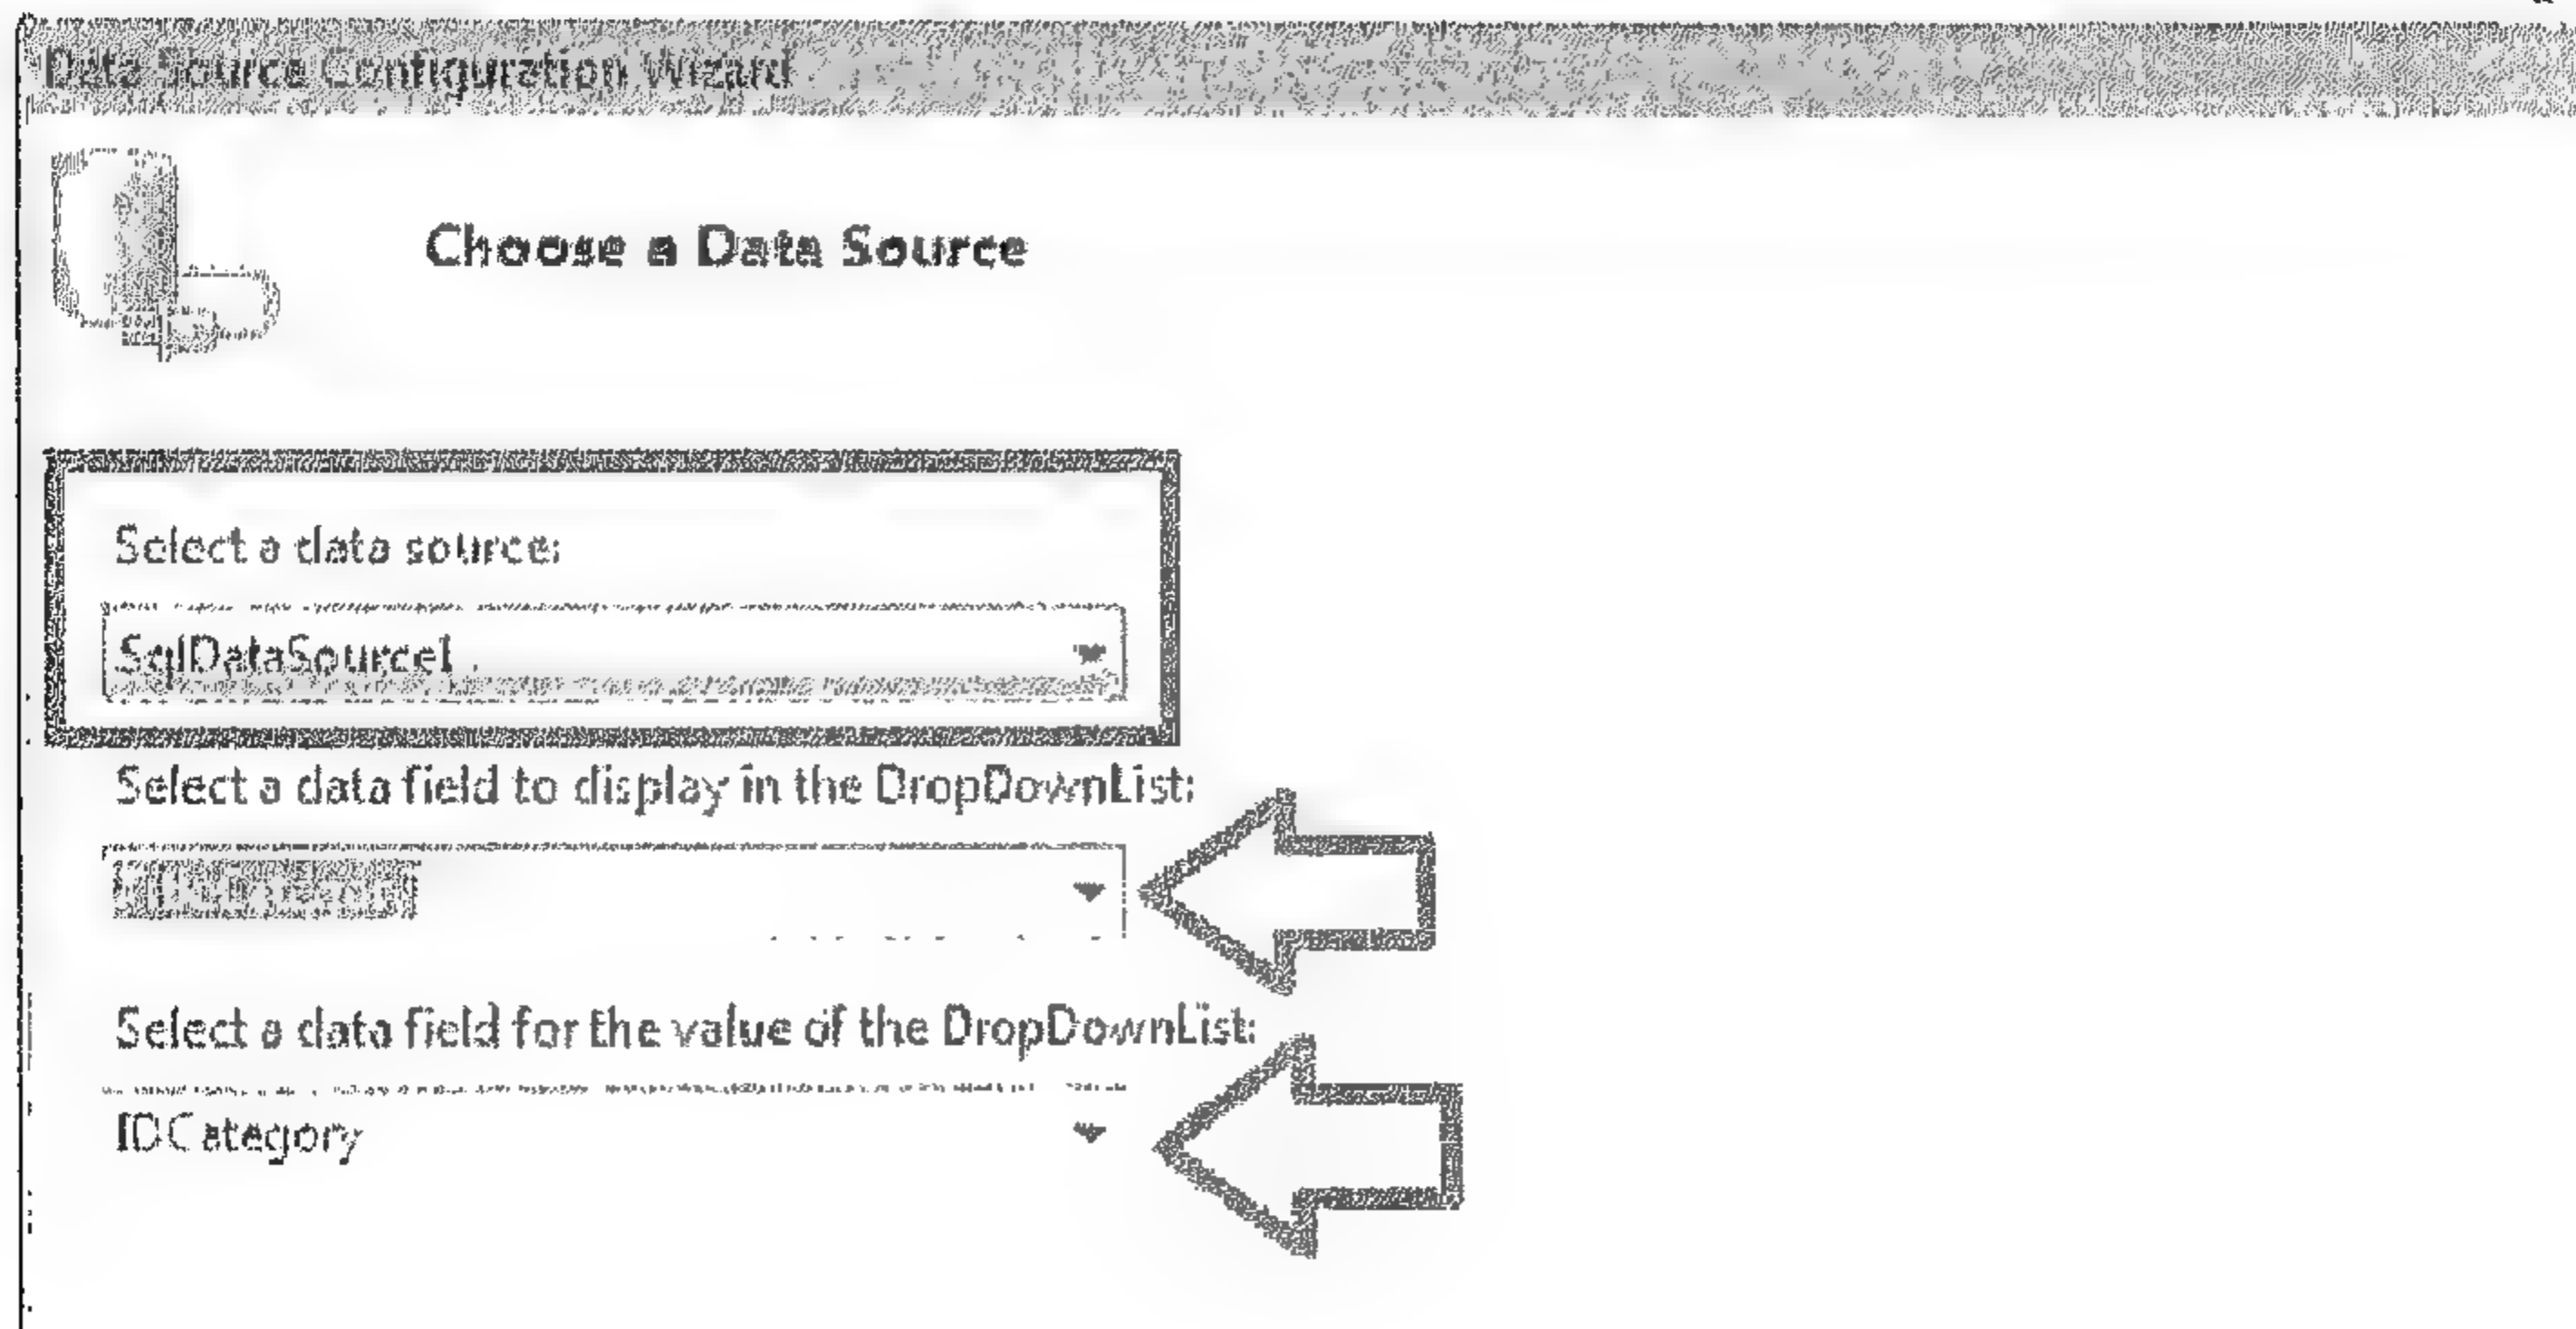 Data Source Configuration Wizard
Choose a Data Source
Select a data source:
SqlDataSource1
Select a data field to display in the DropDownList:
Select a data field for the value of the DropDownList:
IDCategory